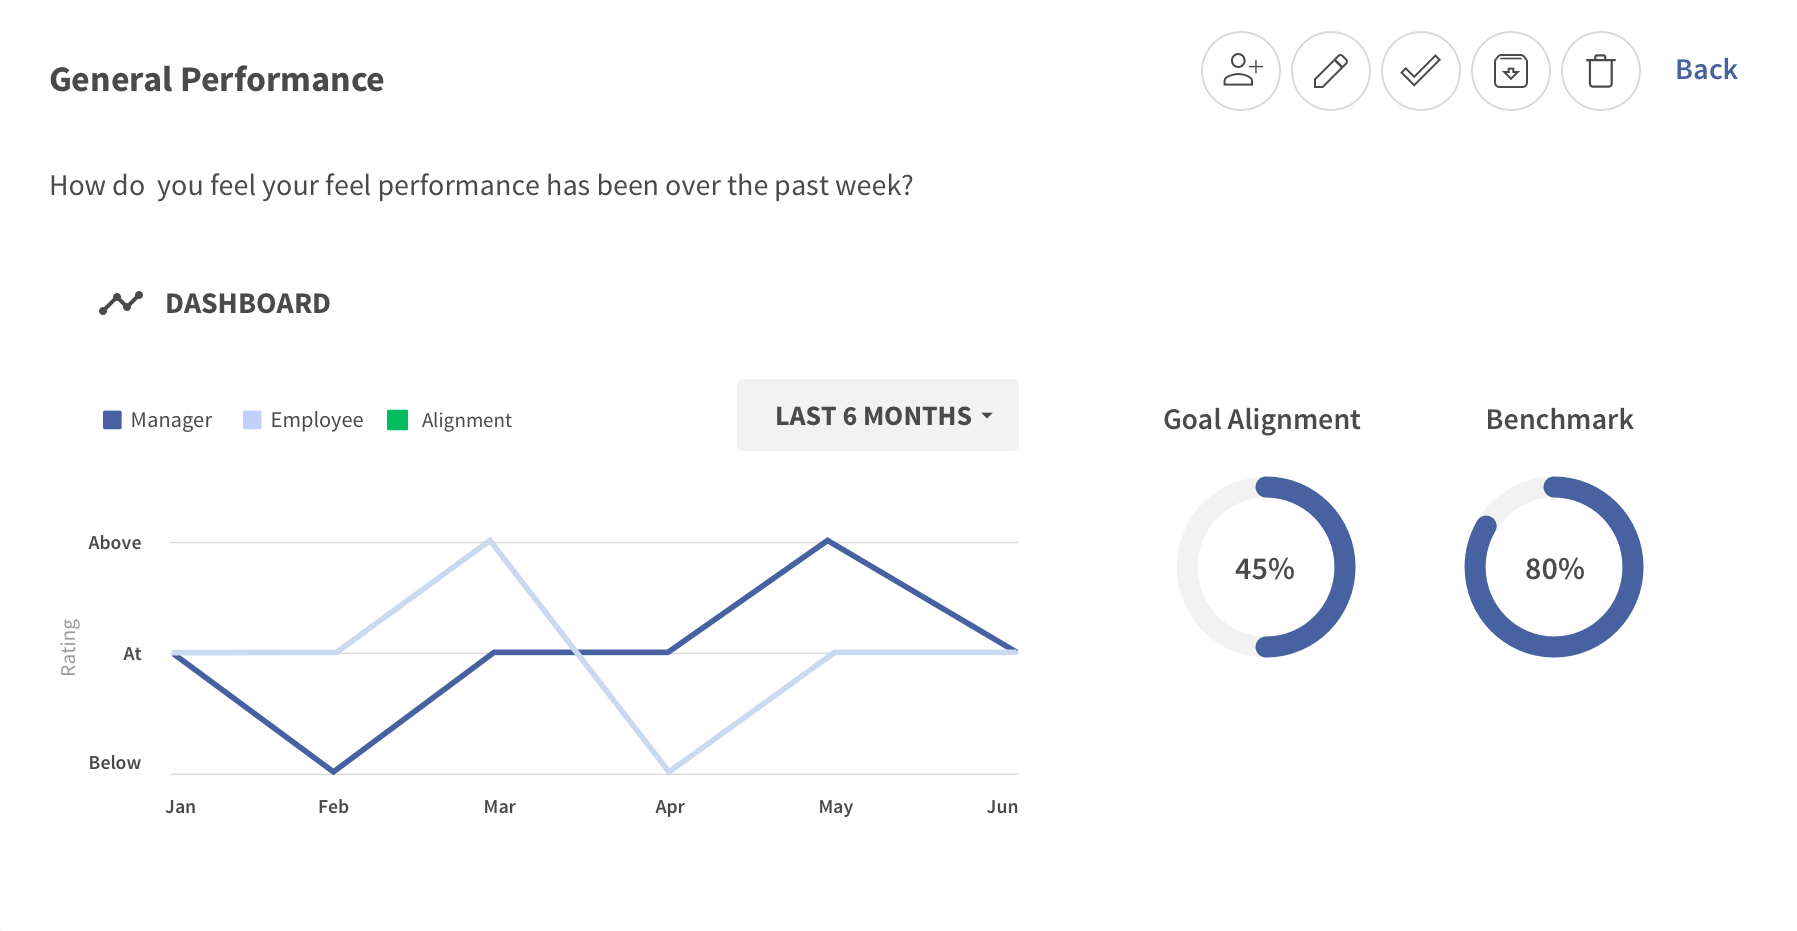 General Performance
Back
How do  you feel your feel performance has been over the past week?
DASHBOARD
Manager
Employee
Alignment
LAST 6 MONTHS
Goal Alignment
Benchmark
Above
At
Below
Rating
45%
80%
Jan
Feb
Mar
Apr
May
Jun